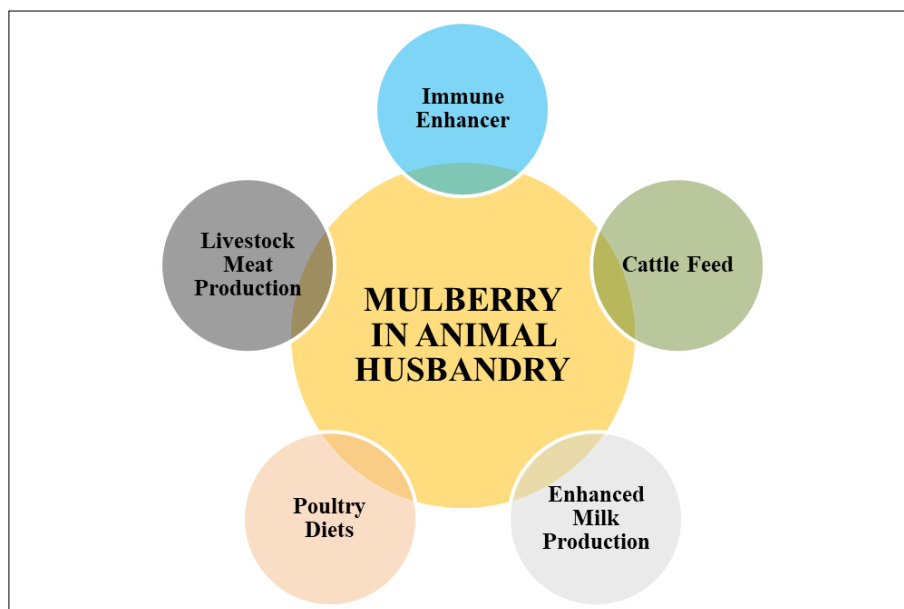 Immune
Enhancer
Livestock
Meat
Production
Cattle Feed
MULBERRY
IN ANIMAL
HUSBANDRY
Poultry
Diets
Enhanced
Milk
Production